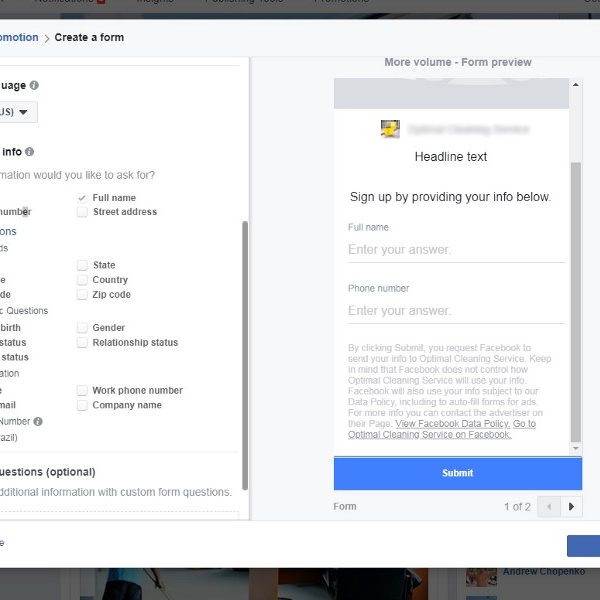 Notifications
Insights
Publishing Tools
Promotions
omotion > Create a form
More volume - Form preview
uage
US)
info
mation would you like to ask for?
Full name
number
Street address
ons
ds
State
e
Country
de
Zip code
c Questions
birth
Gender
status
Relationship status
status
ation
e
Work phone number
mail
Company name
Number
azil)
uestions (optional)
dditional information with custom form questions.
e
Optimal Cleaning Service
Headline text
Sign up by providing your info below.
Full name
Enter your answer.
Phone number
Enter your answer.
By clicking Submit, you request Facebook to
send your info to Optimal Cleaning Service. Keep
in mind that Facebook does not control how
Optimal Cleaning Service will use your info.
Facebook will also use your info subject to our
Data Policy, including to auto-fill forms for ads.
For more info you can contact the advertiser on
their Page. View Facebook Data Policy. Go to
Optimal Cleaning Service on Facebook.
Submit
Form
1 of 2
Andrew Chopenko